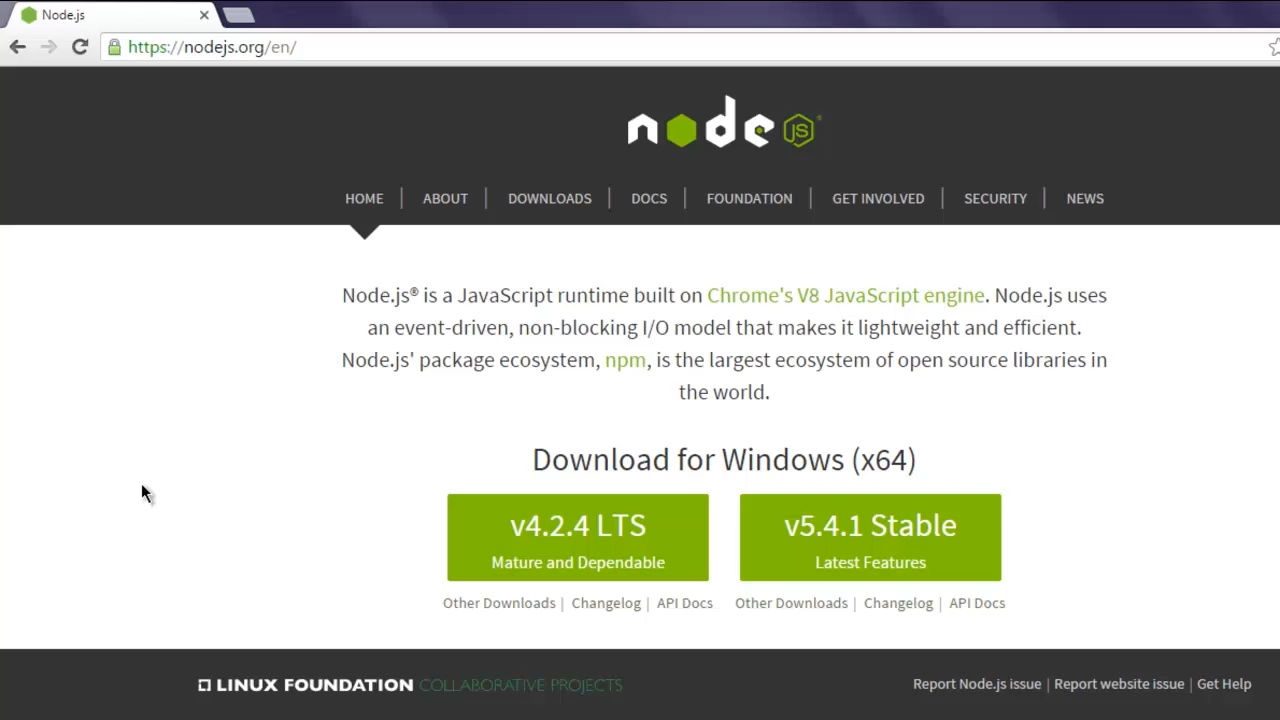 Node.js
https://nodejs.org/en/
node JS®
HOME | ABOUT | DOWNLOADS | DOCS | FOUNDATION | GET INVOLVED | SECURITY | NEWS
Node.js® is a JavaScript runtime built on Chrome's V8 JavaScript engine. Node.js uses
an event-driven, non-blocking I/O model that makes it lightweight and efficient.
Node.js' package ecosystem, npm, is the largest ecosystem of open source libraries in
the world.
Download for Windows (x64)
v4.2.4 LTS
Mature and Dependable
Other Downloads | Changelog | API Docs
v5.4.1 Stable
Latest Features
Other Downloads | Changelog | API Docs
LINUX FOUNDATION COLLABORATIVE PROJECTS
Report Node.js issue | Report website issue | Get Help